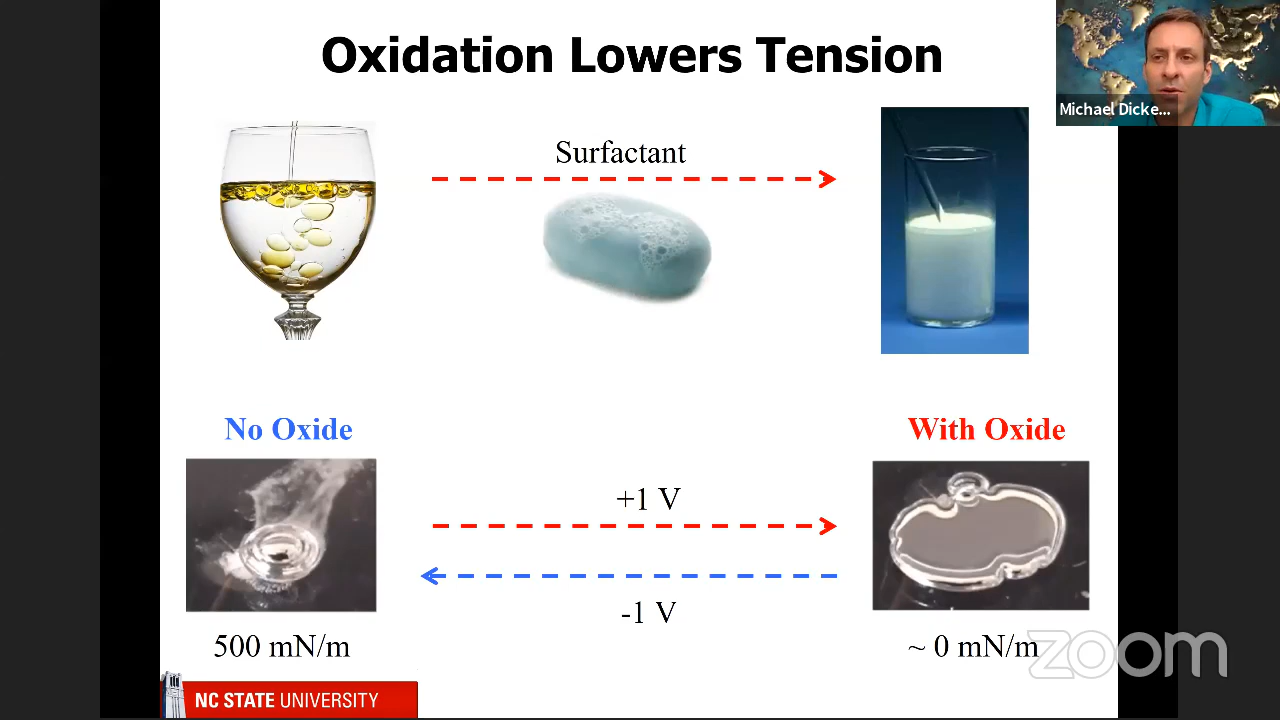 Oxidation Lowers Tension
Michael Dicke...
Surfactant
No Oxide
With Oxide
+1 V
-1 V
500 mN/m
~ 0 mN/m
zoom
NC STATE UNIVERSITY